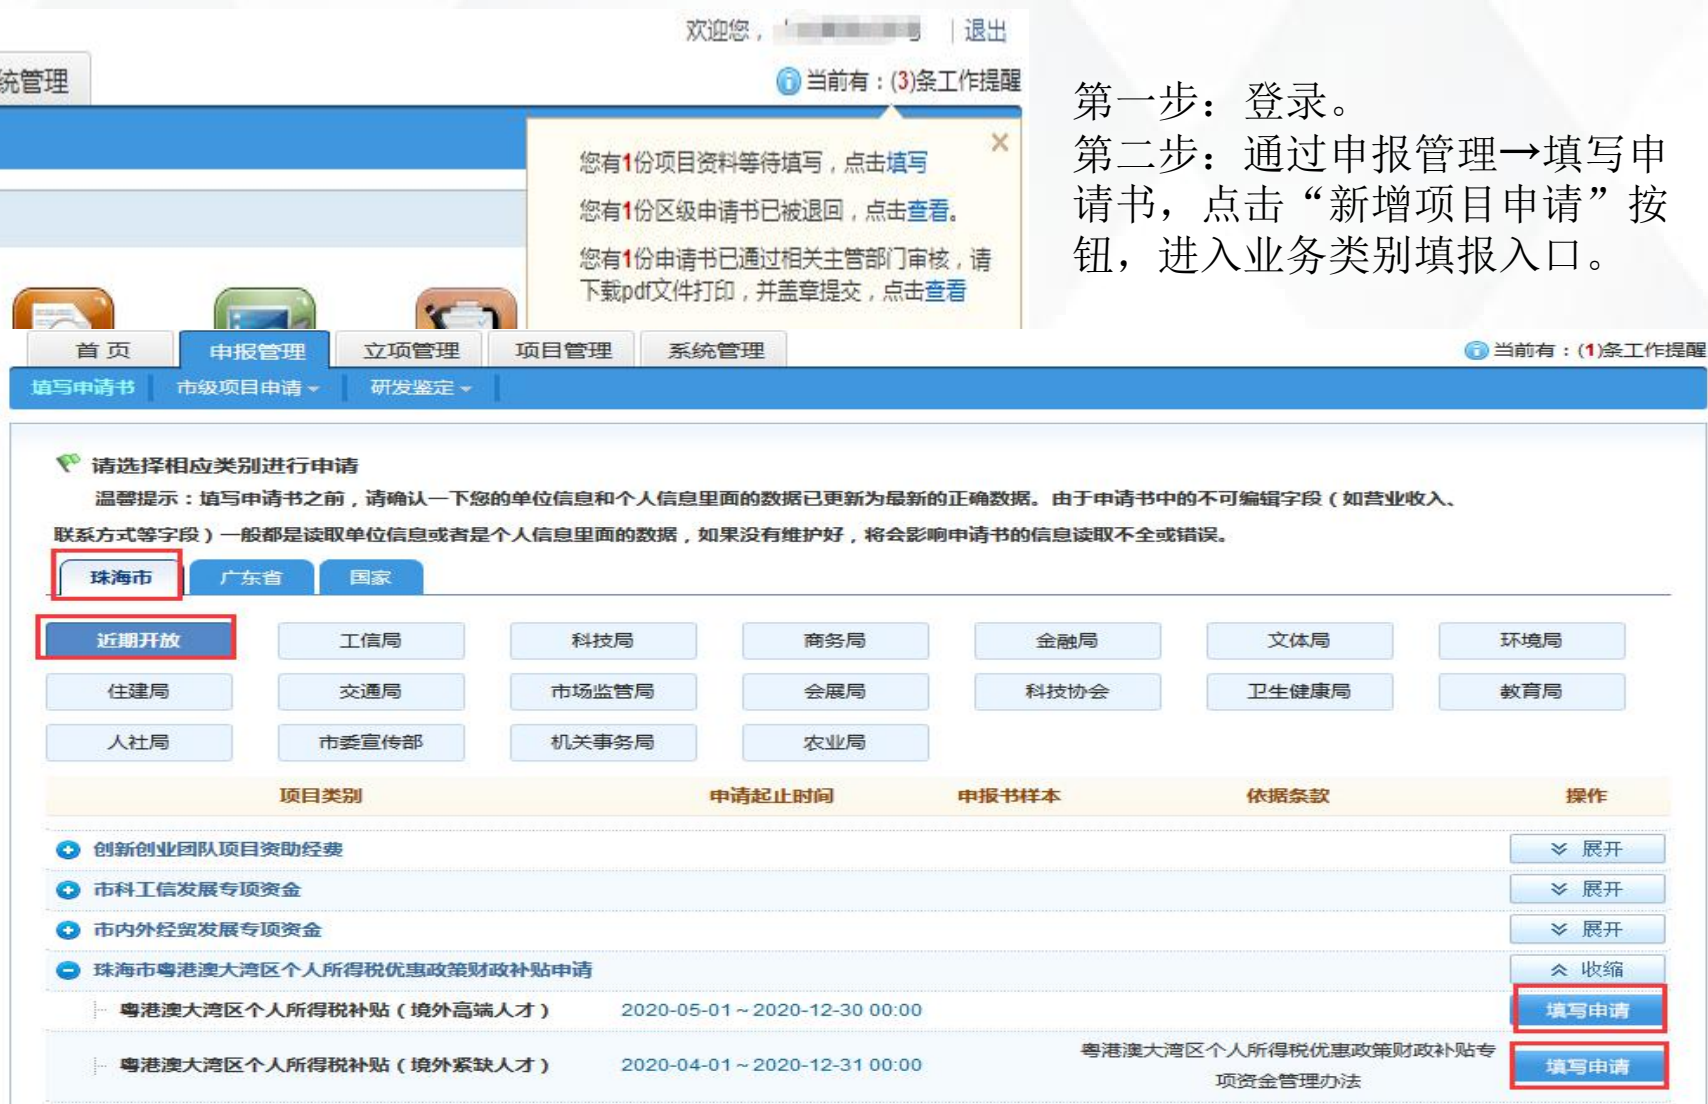 欢迎您，
｜退出
统管理
当前有：(3)条工作提醒
您有1份项目资料等待填写，点击填写
您有1份区级申请书已被退回，点击查看。
您有1份申请书已通过相关主管部门审核，请
下载pdf文件打印，并盖章提交，点击查看
第一步：登录。
第二步：通过申报管理→填写申
请书，点击“新增项目申请”按
钮，进入业务类别填报入口。
首页 申报管理 立项管理 项目管理 系统管理
当前有：(1)条工作提醒
填写申请书 市级项目申请 研发鉴定
请选择相应类别进行申请
温馨提示：填写申请书之前，请确认一下您的单位信息和个人信息里面的数据已更新为最新的正确数据。由于申请书中的不可编辑字段（如营业收入、
联系方式等字段）一般都是读取单位信息或者是个人信息里面的数据，如果没有维护好，将会影响申请书的信息读取不全或错误。
珠海市 广东省 国家
近期开放 工信局 科技局 商务局 金融局 文体局 环境局
住建局 交通局 市场监管局 会展局 科技协会 卫生健康局 教育局
人社局 市委宣传部 机关事务局 农业局
项目类别 申请起止时间 申报书样本 依据条款 操作
创新创业团队项目资助经费 展开
市科工信发展专项资金 展开
市内外经贸发展专项资金 展开
珠海市粤港澳大湾区个人所得税优惠政策财政补贴申请 收缩
粤港澳大湾区个人所得税补贴（境外高端人才） 2020-05-01～2020-12-30 00:00 填写申请
粤港澳大湾区个人所得税补贴（境外紧缺人才） 2020-04-01～2020-12-31 00:00 粤港澳大湾区个人所得税优惠政策财政补贴专 填写申请
项资金管理办法